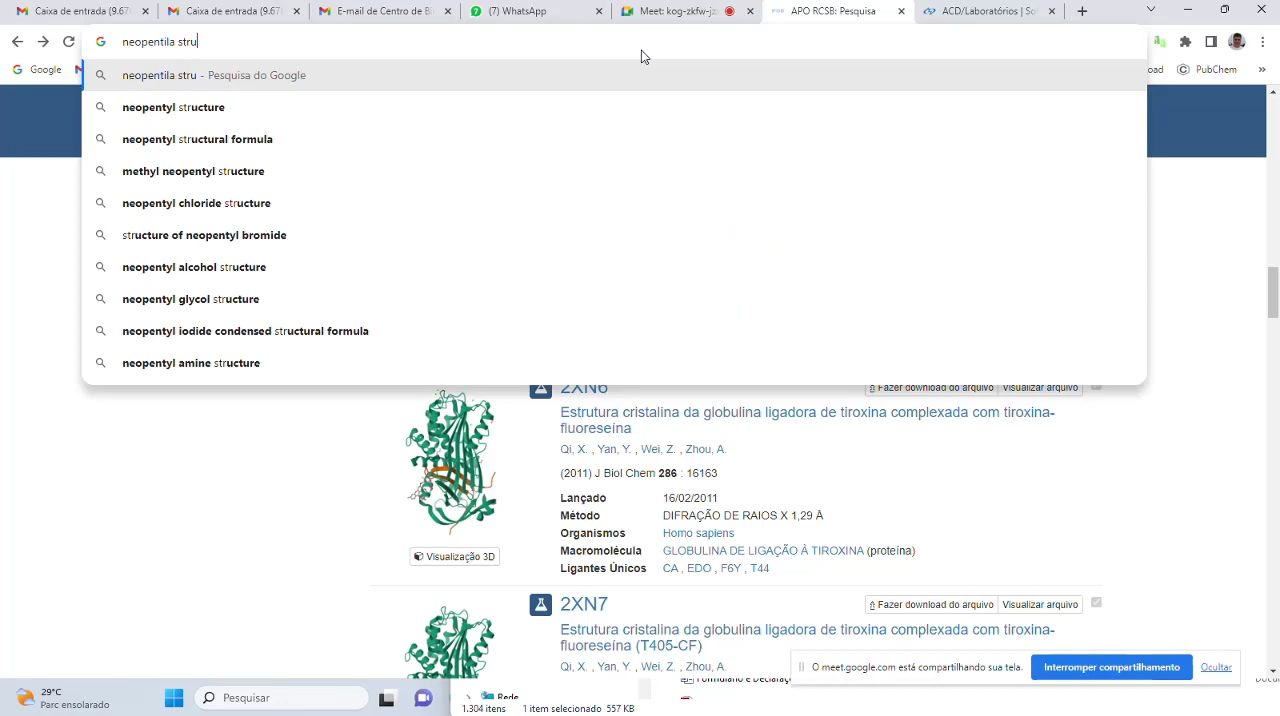 Caixa de entrada (9.67
Caixa de entrada (9.67
E-mail de Centro de Bi
(7) WhatsApp
Meet: kog-zkfw-jz
APO RCSB: Pesquisa
ACD/Laboratórios | So
neopentila stru
Google
oad
PubChem
neopentila stru - Pesquisa do Google
neopentyl structure
neopentyl structural formula
methyl neopentyl structure
neopentyl chloride structure
structure of neopentyl bromide
neopentyl alcohol structure
neopentyl glycol structure
neopentyl iodide condensed structural formula
neopentyl amine structure
2XN6
Fazer download do arquivo
Visualizar arquivo
Estrutura cristalina da globulina ligadora de tiroxina complexada com tiroxina-
fluoreseína
Qi, X. , Yan, Y. , Wei, Z. , Zhou, A.
(2011) J Biol Chem 286 : 16163
Lançado 16/02/2011
Método DIFRAÇÃO DE RAIOS X 1,29 Å
Organismos Homo sapiens
Macromolécula GLOBULINA DE LIGAÇÃO À TIROXINA (proteína)
Ligantes Únicos CA , EDO , F6Y , T44
Visualização 3D
2XN7
Fazer download do arquivo
Visualizar arquivo
Estrutura cristalina da globulina ligadora de tiroxina complexada com tiroxina-
fluoreseína (T405-CF)
Qi, X. , Yan, Y. , Wei, Z. , Zhou, A.
O meet.google.com está compartilhando sua tela.
Interromper compartilhamento
Ocultar
29°C
Parc ensolarado
Pesquisar
Rede
1.304 itens
1 item selecionado 557 KB
Formulário e Declaração